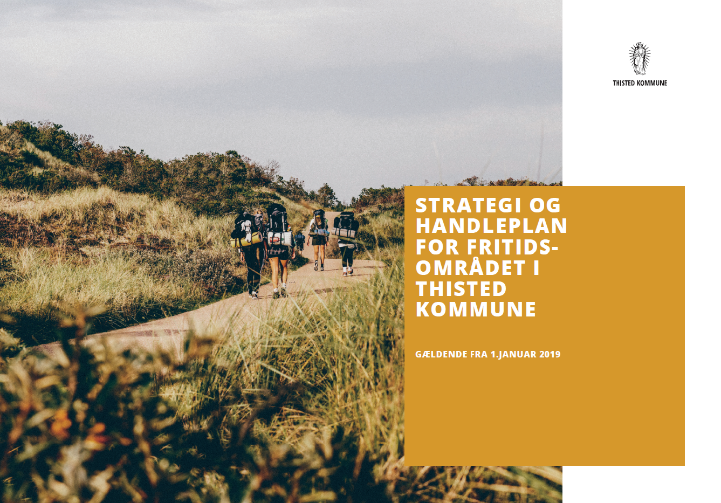 THISTED KOMMUNE
STRATEGI OG
HANDLEPLAN
FOR FRITIDS-
OMRÅDET I
THISTED
KOMMUNE
GÆLDENDE FRA 1.JANUAR 2019